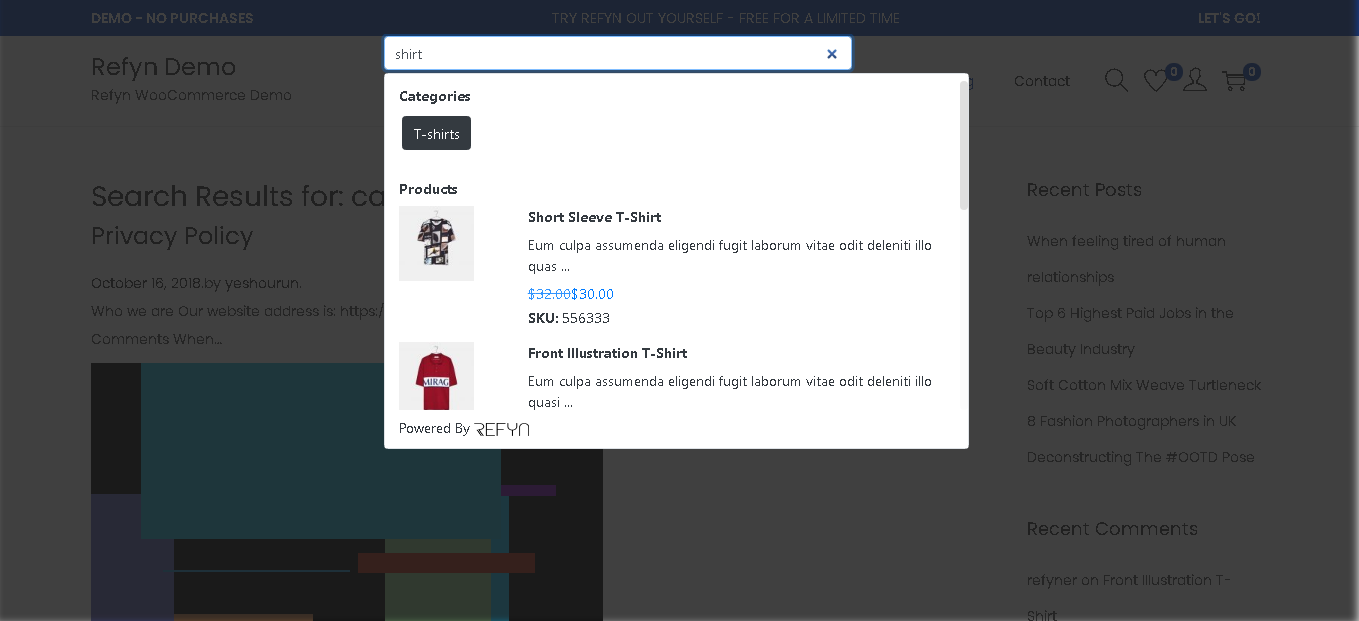 DEMO - NO PURCHASES
TRY REFYN OUT YOURSELF - FREE FOR A LIMITED TIME
LET'S GO!
Refyn Demo
Refyn WooCommerce Demo
shirt
Contact
0
0
Categories
T-shirts
Products
Short Sleeve T-Shirt
Eum culpa assumenda eligendi fugit laborum vitae odit deleniti illo
quas ...
$32.00$30.00
SKU: 556333
MIRAG
Front Illustration T-Shirt
Eum culpa assumenda eligendi fugit laborum vitae odit deleniti illo
quasi ...
Powered By REFYN
Search Results for: ca
Privacy Policy
October 16, 2018.by yeshourun.
Who we are Our website address is: https:/
Comments When...
Recent Posts
When feeling tired of human
relationships
Top 6 Highest Paid Jobs in the
Beauty Industry
Soft Cotton Mix Weave Turtleneck
8 Fashion Photographers in UK
Deconstructing The #OOTD Pose
Recent Comments
refyner on Front Illustration T-
Shirt